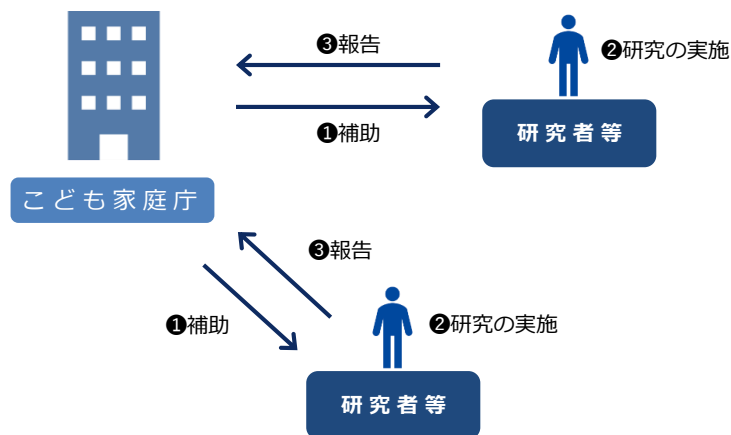 ❸報告
❷研究の実施
❶補助
研究者等
こども家庭庁
❸報告
❶補助
❷研究の実施
研究者等